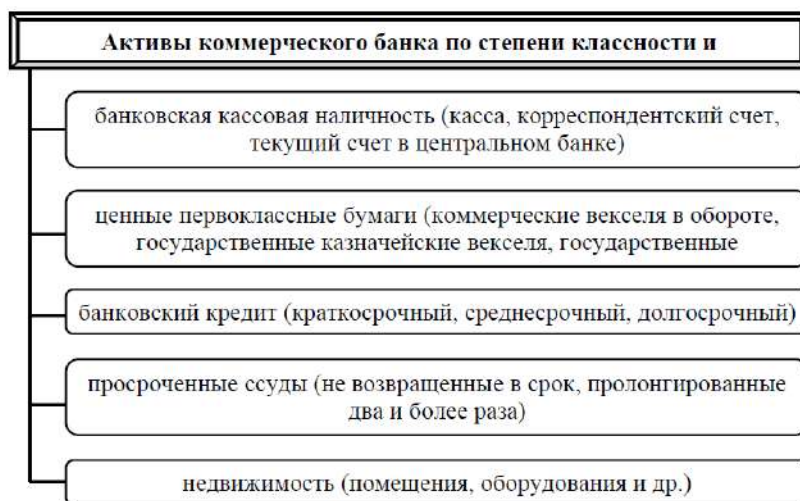 Активы коммерческого банка по степени классности и
банковская кассовая наличность (касса, корреспондентский счет,
текущий счет в центральном банке)
ценные первоклассные бумаги (коммерческие векселя в обороте,
государственные казначейские векселя, государственные
банковский кредит (краткосрочный, среднесрочный, долгосрочный)
просроченные ссуды (не возвращенные в срок, пролонгированные
два и более раза)
недвижимость (помещения, оборудования и др.)